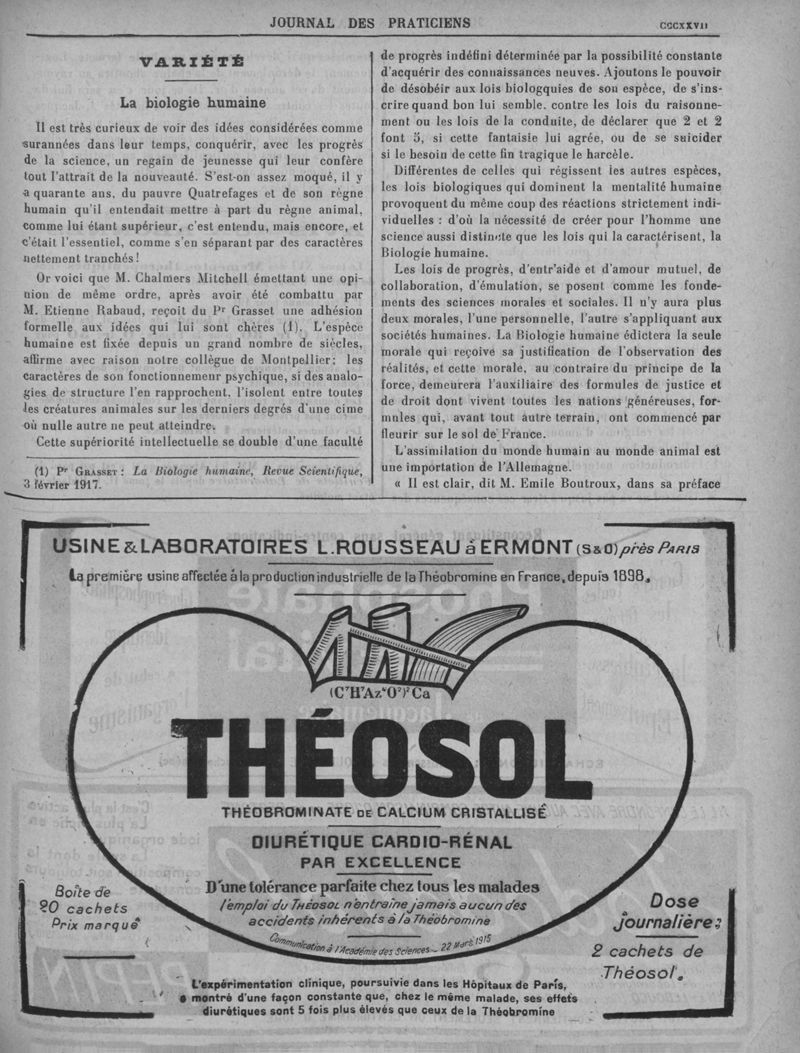 JOURNAL DES PRATICIENS
CCCXXVII
VARIÉTÉ
La biologie humaine
Il est très curieux de voir des idées considérées comme
surannées dans leur temps, conquérir, avec les progrès
de la science, un regain de jeunesse qui leur confère
tout l'attrait de la nouveauté. S'est-on assez moqué, il y
a quarante ans, du pauvre Quatrefages et de son règne
humain qu'il entendait mettre à part du règne animal,
comme lui étant supérieur, c'est entendu, mais encore, et
c'était l'essentiel, comme s'en séparant par des caractères
nettement tranchés !
Or voici que M. Chalmers Mitchell émettant une opi-
nion de même ordre, après avoir été combattu par
M. Etienne Rabaud, reçoit du Pr Grasset une adhésion
formelle aux idées qui lui sont chères (1). L'espèce
humaine est fixée depuis un grand nombre de siècles,
affirme avec raison notre collègue de Montpellier; les
caractères de son fonctionnement psychique, si des analo-
gies de structure l'en rapprochent, l'isolent entre toutes
les créatures animales sur les derniers degrés d'une cime
où nulle autre ne peut atteindre.
Cette supériorité intellectuelle se double d'une faculté
(1) Pr GRASSET : La Biologie humaine, Revue Scientifique,
3 février 1917.
de progrès indéfini déterminée par la possibilité constante
d'acquérir des connaissances neuves. Ajoutons le pouvoir
de désobéir aux lois biologquies de son espèce, de s'ins-
crire quand bon lui semble. contre les lois du raisonne-
ment ou les lois de la conduite, de déclarer que 2 et 2
font 5, si cette fantaisie lui agrée, ou de se suicider
si le besoin de cette fin tragique le harcèle.
Différentes de celles qui régissent les autres espèces,
les lois biologiques qui dominent la mentalité humaine
provoquent du même coup des réactions strictement indi-
viduelles : d'où la nécessité de créer pour l'homme une
science aussi distincte que les lois qui la caractérisent, la
Biologie humaine.
Les lois de progrès, d'entr'aide et d'amour mutuel, de
collaboration, d'émulation, se posent comme les fonde-
ments des sciences morales et sociales. Il n'y aura plus
deux morales, l'une personnelle, l'autre s'appliquant aux
sociétés humaines. La Biologie humaine édictera la seule
morale qui reçoive sa justification de l'observation des
réalités, et cette morale, au contraire du principe de la
force, demeurera l'auxiliaire des formules de justice et
de droit dont vivent toutes les nations généreuses, for-
mules qui, avant tout autre terrain, ont commencé par
fleurir sur le sol de France.
L'assimilation du monde humain au monde animal est
une importation de l'Allemagne.
« Il est clair, dit M. Emile Boutroux, dans sa préface
USINE & LABORATOIRES L. ROUSSEAU à ERMONT (S&O) près PARIS
La première usine affectée à la production industrielle de la Théobromine en France, depuis 1898.
(C⁷H⁷Az⁴O²)² Ca
THÉOSOL
THÉOBROMINATE DE CALCIUM CRISTALLISÉ
DIURÉTIQUE CARDIO-RÉNAL
PAR EXCELLENCE
D'une tolérance parfaite chez tous les malades
l'emploi du THÉOSOL n'entraine jamais aucun des
accidents inhérents à la Théobromine
Communication à l'Académie des Sciences - 22 Mars 1915
Boîte de
20 cachets
Prix marqué
Dose
journalière:
2 cachets de
Théosol.
L'expérimentation clinique, poursuivie dans les Hôpitaux de Paris,
a montré d'une façon constante que, chez le même malade, ses effets
diurétiques sont 5 fois plus élevés que ceux de la Théobromine